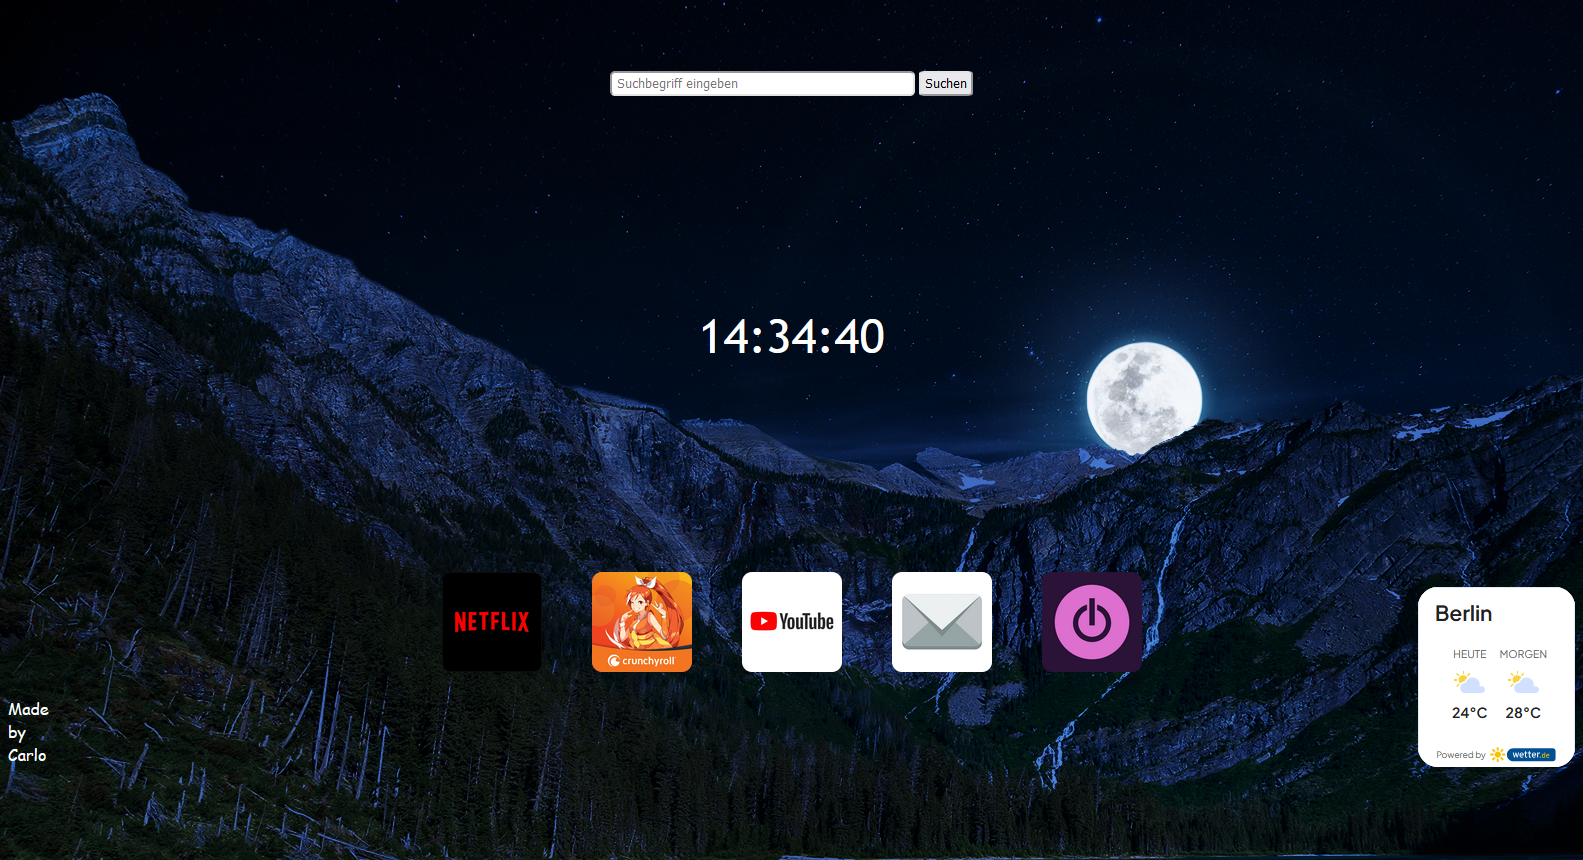 Suchbegriff eingeben
Suchen
14:34:40
NETFLIX
crunchyroll
YouTube
Berlin
HEUTE MORGEN
24°C 28°C
Powered by wetter.de
Made
by
Carlo